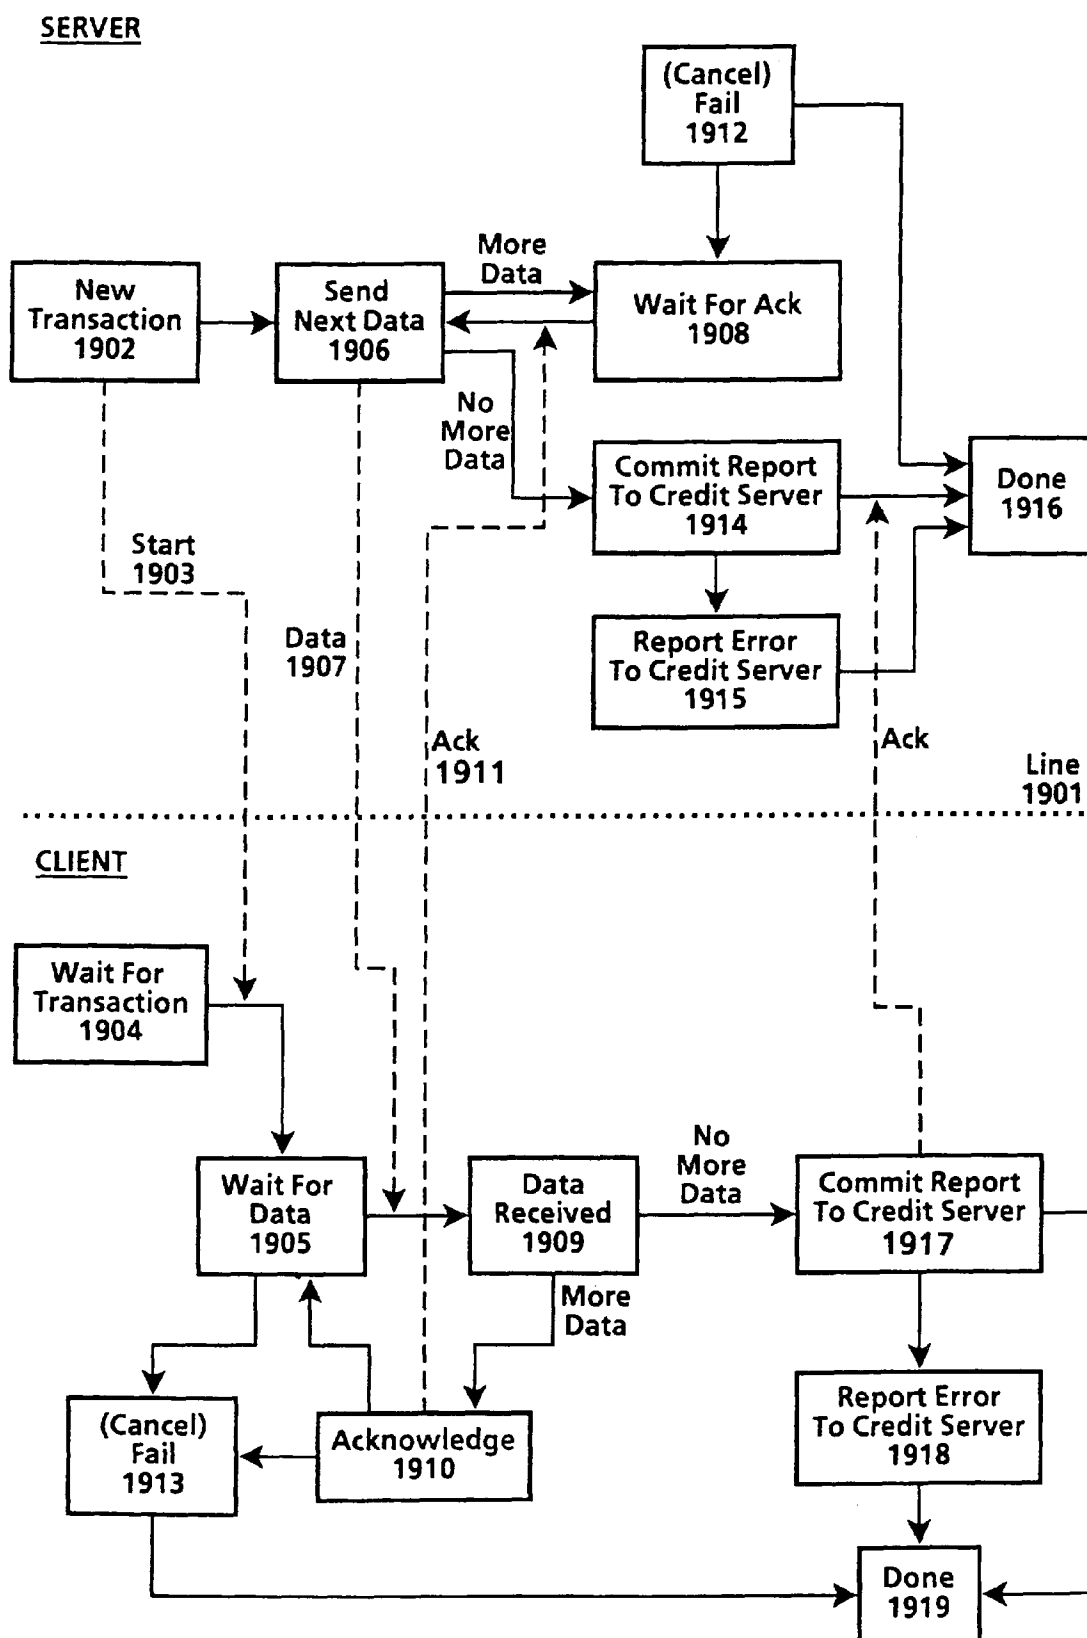 SERVER
(Cancel)
Fail
1912
More
Data
New
Transaction
1902
Send
Next Data
1906
Wait For Ack
1908
No
More
Data
Commit Report
To Credit Server
1914
Done
1916
Start
1903
Data
1907
Report Error
To Credit Server
1915
Ack
1911
Ack
Line
1901
CLIENT
Wait For
Transaction
1904
Wait For
Data
1905
Data
Received
1909
No
More
Data
Commit Report
To Credit Server
1917
More
Data
(Cancel)
Fail
1913
Acknowledge
1910
Report Error
To Credit Server
1918
Done
1919